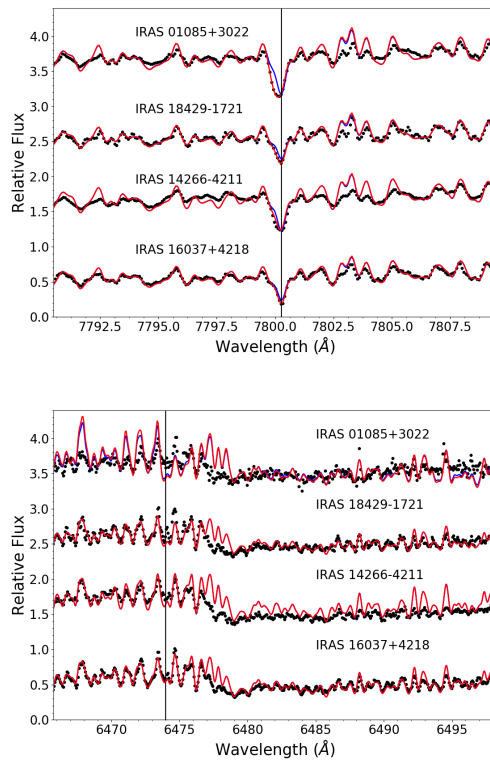 4.0
3.5
3.0
2.5
2.0
1.5
1.0
0.5
0.0
Relative Flux
IRAS 01085+3022
IRAS 18429-1721
IRAS 14266-4211
IRAS 16037+4218
7792.5 7795.0 7797.5 7800.0 7802.5 7805.0 7807.5
Wavelength (Å)
4.0
3.5
3.0
2.5
2.0
1.5
1.0
0.5
0.0
Relative Flux
IRAS 01085+3022
IRAS 18429-1721
IRAS 14266-4211
IRAS 16037+4218
6470 6475 6480 6485 6490 6495
Wavelength (Å)